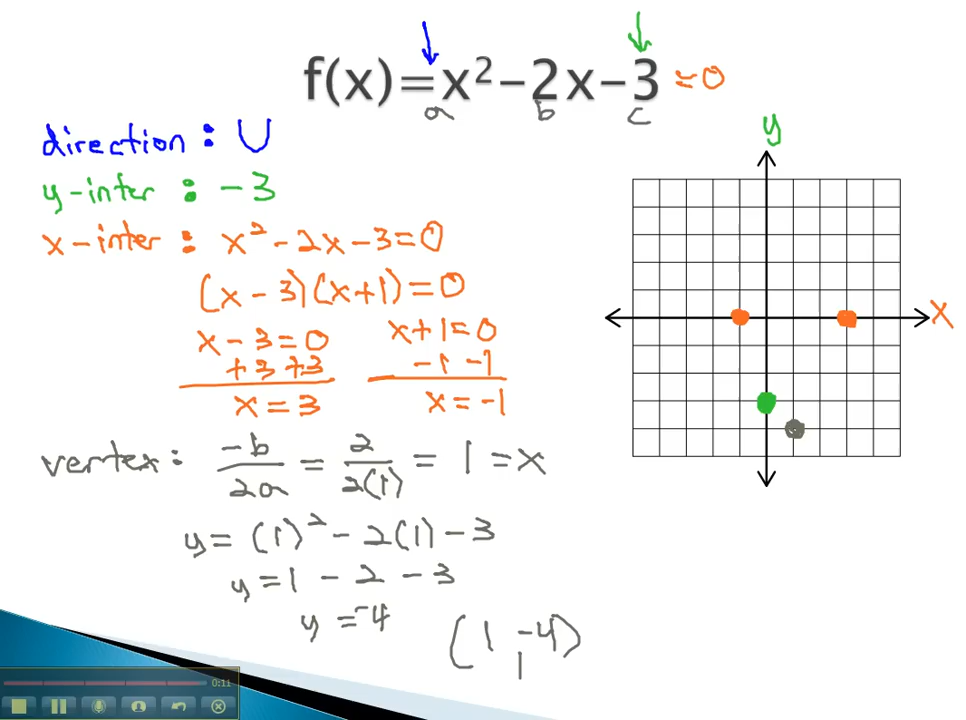 f(x)=x²-2x-3 =0
a b c
direction: U
y-inter: -3
x-inter: x²-2x-3=0
(x-3)(x+1)=0
x-3=0 x+1=0
+3 +3 -1 -1
x=3 x=-1
vertex: -b/2a = 2/2(1) = 1 =x
y=(1)²-2(1)-3
y=1-2-3
y=-4
(1,-4)
y
x
0:11